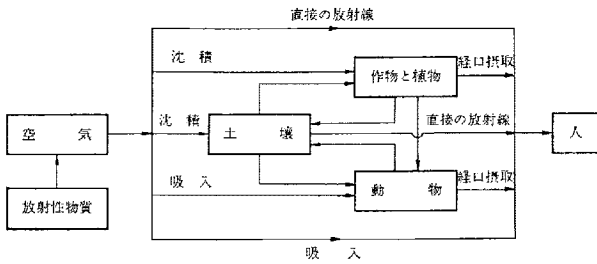 直接の放射線
沈積
作物と植物
経口摂取
空気
沈積
土壌
直接の放射線
人
放射性物質
吸入
動物
経口摂取
吸入